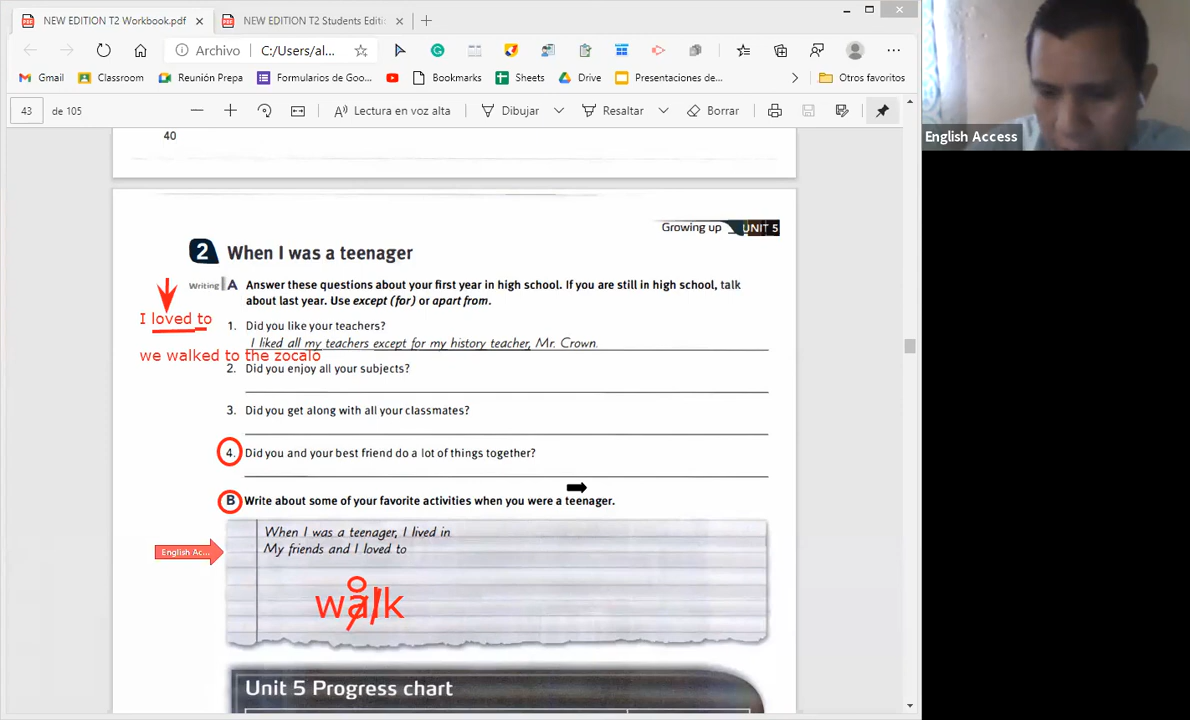 NEW EDITION T2 Workbook.pdf
NEW EDITION T2 Students Editi
Archivo
C:/Users/al...
Gmail
Classroom
Reunión Prepa
Formularios de Goo...
Bookmarks
Sheets
Drive
Presentaciones de...
Otros favoritos
43
de 105
Lectura en voz alta
Dibujar
Resaltar
Borrar
English Access
40
Growing up
UNIT 5
2 When I was a teenager
Writing A Answer these questions about your first year in high school. If you are still in high school, talk
about last year. Use except (for) or apart from.
I loved to
1. Did you like your teachers?
I liked all my teachers except for my history teacher, Mr. Crown.
we walked to the zocalo
2. Did you enjoy all your subjects?
3. Did you get along with all your classmates?
4. Did you and your best friend do a lot of things together?
B Write about some of your favorite activities when you were a teenager.
When I was a teenager, I lived in
My friends and I loved to
English Ac...
o
walk
Unit 5 Progress chart